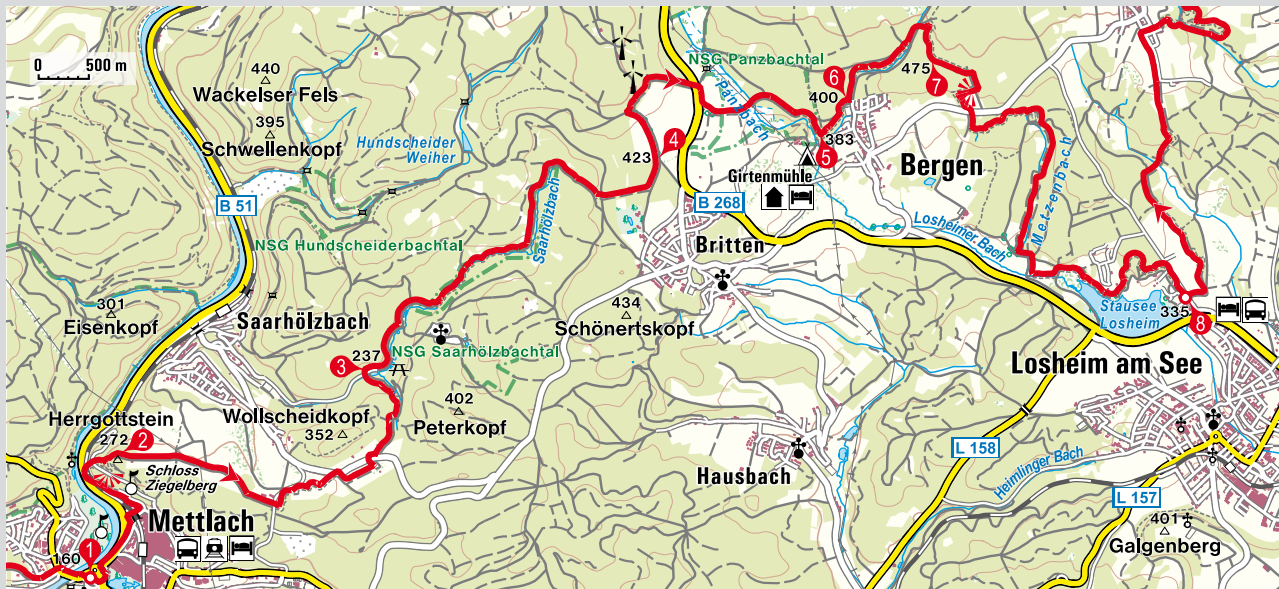 0 500 m
440
Wackelser Fels
395
Schwellenkopf
Hundscheider
Weiher
B 51
NSG Hundscheiderbachtal
301
Eisenkopf
Saarhölzbach
Saarhölzbach
NSG Panzbachtal
Panzbach
4
423
6
400
475
7
383
5
Girtenmühle
Bergen
B 268
Britten
Losheimer Bach
Metzenbach
434
Schönertskopf
3
237
NSG Saarhölzbachtal
Wollscheidkopf
352
402
Peterkopf
Herrgottstein
272
2
Schloss
Ziegelberg
Mettlach
1
160
Stausee
Losheim
335
8
Losheim am See
L 158
Hausbach
Heimlinger Bach
L 157
401
Galgenberg